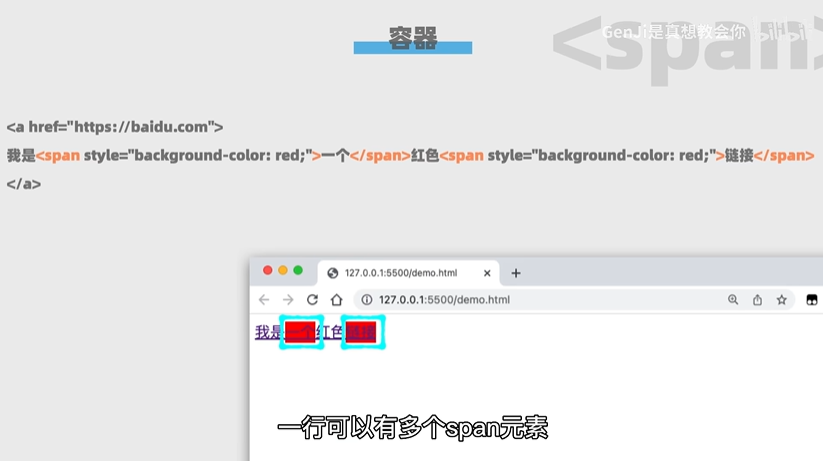 容器
<span>
GenJi是真想教会你
bilibili
<a href="https://baidu.com">
我是<span style="background-color: red;">一个</span>红色<span style="background-color: red;">链接</span>
</a>
127.0.0.1:5500/demo.html
127.0.0.1:5500/demo.html
我是一个红色链接
一行可以有多个span元素